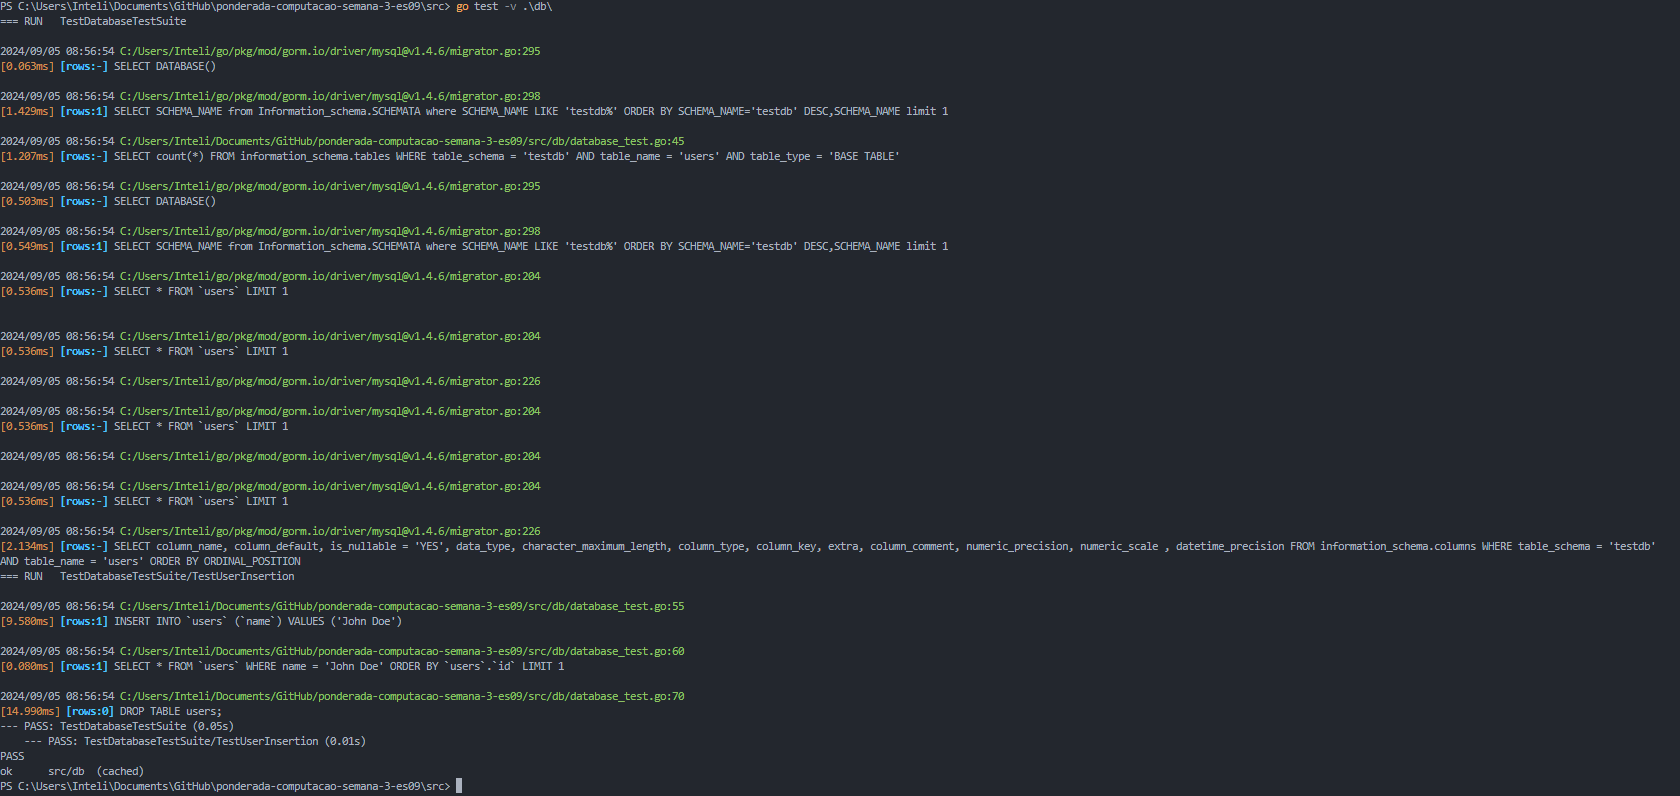 PS C:\Users\Inteli\Documents\GitHub\ponderada-computacao-semana-3-es09\src> go test -v .\db\
=== RUN   TestDatabaseTestSuite
2024/09/05 08:56:54 C:/Users/Inteli/go/pkg/mod/gorm.io/driver/mysql@v1.4.6/migrator.go:295
[0.063ms] [rows:-] SELECT DATABASE()
2024/09/05 08:56:54 C:/Users/Inteli/go/pkg/mod/gorm.io/driver/mysql@v1.4.6/migrator.go:298
[1.429ms] [rows:1] SELECT SCHEMA_NAME from Information_schema.SCHEMATA where SCHEMA_NAME LIKE 'testdb%' ORDER BY SCHEMA_NAME='testdb' DESC,SCHEMA_NAME limit 1
2024/09/05 08:56:54 C:/Users/Inteli/Documents/GitHub/ponderada-computacao-semana-3-es09/src/db/database_test.go:45
[1.207ms] [rows:-] SELECT count(*) FROM information_schema.tables WHERE table_schema = 'testdb' AND table_name = 'users' AND table_type = 'BASE TABLE'
2024/09/05 08:56:54 C:/Users/Inteli/go/pkg/mod/gorm.io/driver/mysql@v1.4.6/migrator.go:295
[0.503ms] [rows:-] SELECT DATABASE()
2024/09/05 08:56:54 C:/Users/Inteli/go/pkg/mod/gorm.io/driver/mysql@v1.4.6/migrator.go:298
[0.549ms] [rows:1] SELECT SCHEMA_NAME from Information_schema.SCHEMATA where SCHEMA_NAME LIKE 'testdb%' ORDER BY SCHEMA_NAME='testdb' DESC,SCHEMA_NAME limit 1
2024/09/05 08:56:54 C:/Users/Inteli/go/pkg/mod/gorm.io/driver/mysql@v1.4.6/migrator.go:204
[0.536ms] [rows:-] SELECT * FROM `users` LIMIT 1
2024/09/05 08:56:54 C:/Users/Inteli/go/pkg/mod/gorm.io/driver/mysql@v1.4.6/migrator.go:204
[0.536ms] [rows:-] SELECT * FROM `users` LIMIT 1
2024/09/05 08:56:54 C:/Users/Inteli/go/pkg/mod/gorm.io/driver/mysql@v1.4.6/migrator.go:226
2024/09/05 08:56:54 C:/Users/Inteli/go/pkg/mod/gorm.io/driver/mysql@v1.4.6/migrator.go:204
[0.536ms] [rows:-] SELECT * FROM `users` LIMIT 1
2024/09/05 08:56:54 C:/Users/Inteli/go/pkg/mod/gorm.io/driver/mysql@v1.4.6/migrator.go:204
2024/09/05 08:56:54 C:/Users/Inteli/go/pkg/mod/gorm.io/driver/mysql@v1.4.6/migrator.go:204
[0.536ms] [rows:-] SELECT * FROM `users` LIMIT 1
2024/09/05 08:56:54 C:/Users/Inteli/go/pkg/mod/gorm.io/driver/mysql@v1.4.6/migrator.go:226
[2.134ms] [rows:-] SELECT column_name, column_default, is_nullable = 'YES', data_type, character_maximum_length, column_type, column_key, extra, column_comment, numeric_precision, numeric_scale , datetime_precision FROM information_schema.columns WHERE table_schema = 'testdb'
AND table_name = 'users' ORDER BY ORDINAL_POSITION
=== RUN   TestDatabaseTestSuite/TestUserInsertion
2024/09/05 08:56:54 C:/Users/Inteli/Documents/GitHub/ponderada-computacao-semana-3-es09/src/db/database_test.go:55
[9.580ms] [rows:1] INSERT INTO `users` (`name`) VALUES ('John Doe')
2024/09/05 08:56:54 C:/Users/Inteli/Documents/GitHub/ponderada-computacao-semana-3-es09/src/db/database_test.go:60
[0.080ms] [rows:1] SELECT * FROM `users` WHERE name = 'John Doe' ORDER BY `users`.`id` LIMIT 1
2024/09/05 08:56:54 C:/Users/Inteli/Documents/GitHub/ponderada-computacao-semana-3-es09/src/db/database_test.go:70
[14.990ms] [rows:0] DROP TABLE users;
--- PASS: TestDatabaseTestSuite (0.05s)
    --- PASS: TestDatabaseTestSuite/TestUserInsertion (0.01s)
PASS
ok      src/db  (cached)
PS C:\Users\Inteli\Documents\GitHub\ponderada-computacao-semana-3-es09\src>